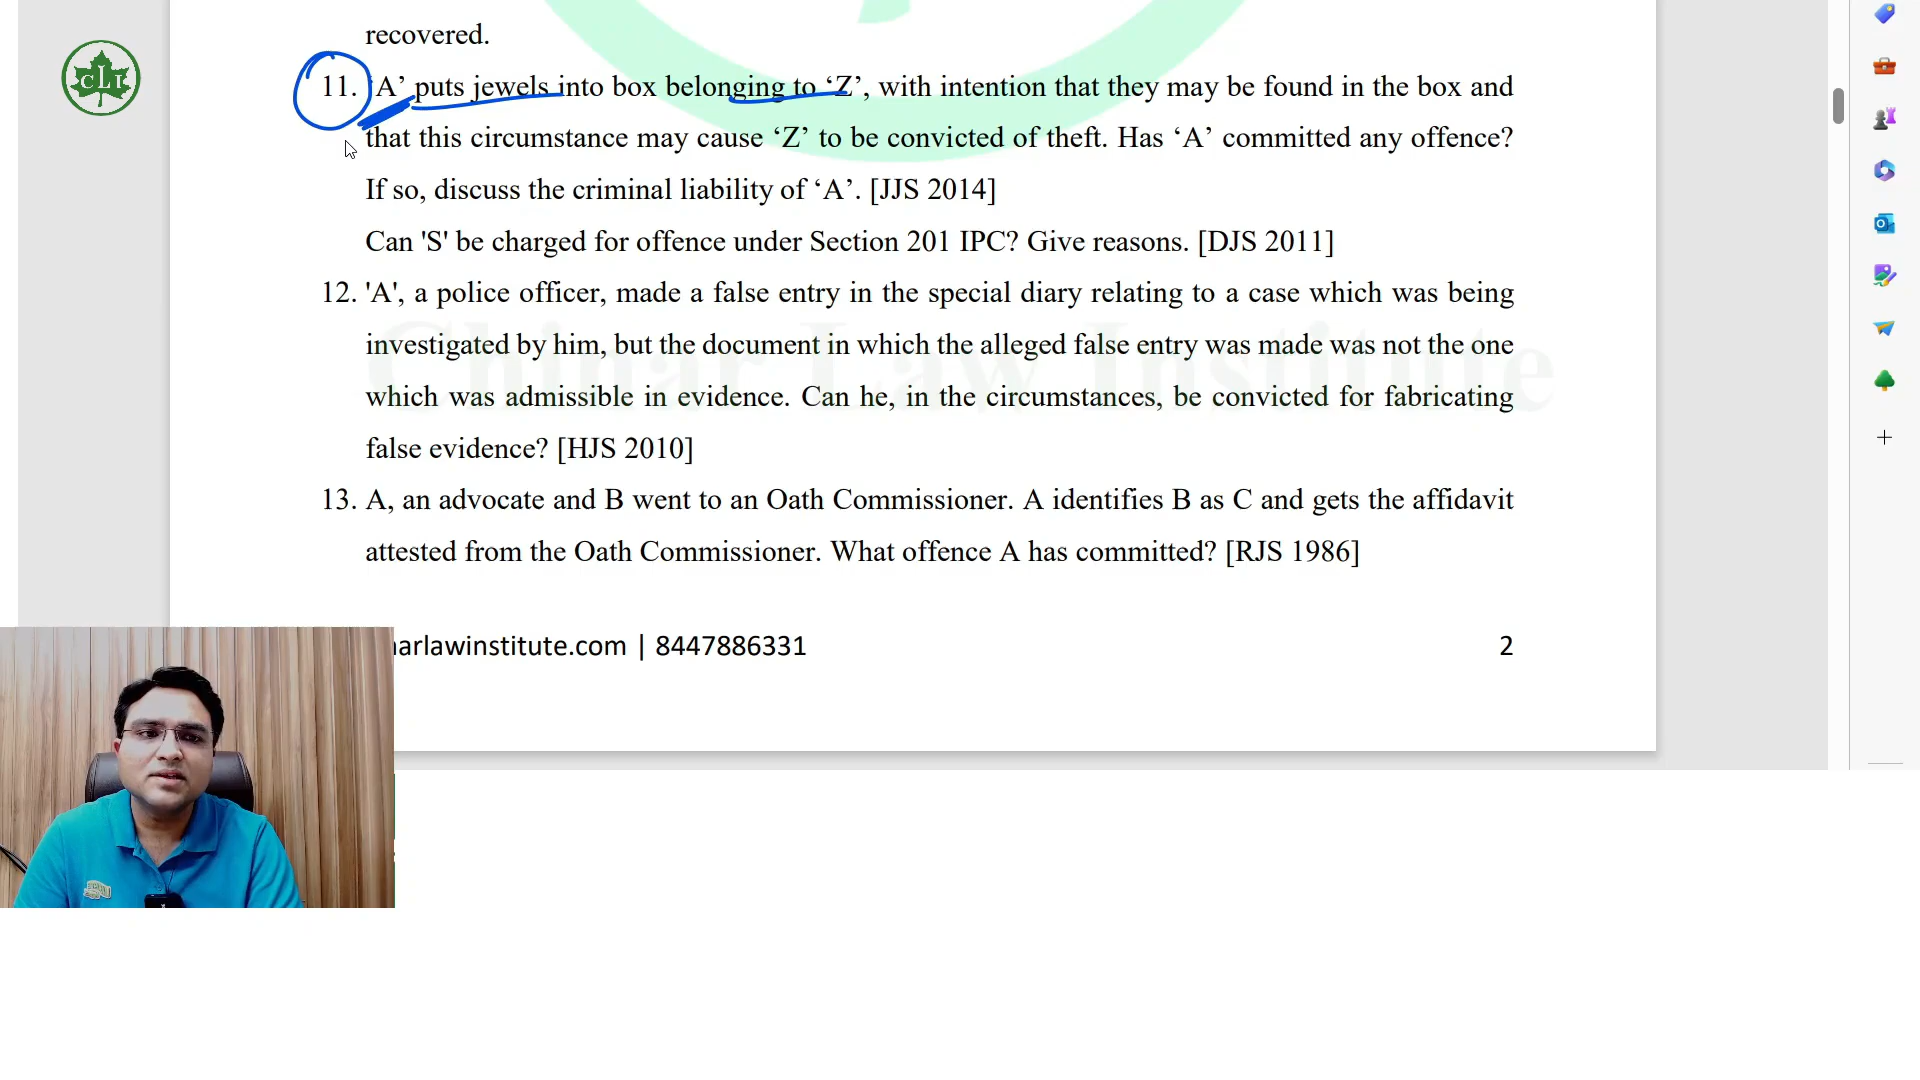 recovered.
CLI
11. ‘A’ puts jewels into box belonging to ‘Z’, with intention that they may be found in the box and
that this circumstance may cause ‘Z’ to be convicted of theft. Has ‘A’ committed any offence?
If so, discuss the criminal liability of ‘A’. [JJS 2014]
Can 'S' be charged for offence under Section 201 IPC? Give reasons. [DJS 2011]
12. 'A', a police officer, made a false entry in the special diary relating to a case which was being
investigated by him, but the document in which the alleged false entry was made was not the one
Chinar Law Institute
which was admissible in evidence. Can he, in the circumstances, be convicted for fabricating
false evidence? [HJS 2010]
13. A, an advocate and B went to an Oath Commissioner. A identifies B as C and gets the affidavit
attested from the Oath Commissioner. What offence A has committed? [RJS 1986]
narlawinstitute.com | 8447886331
2